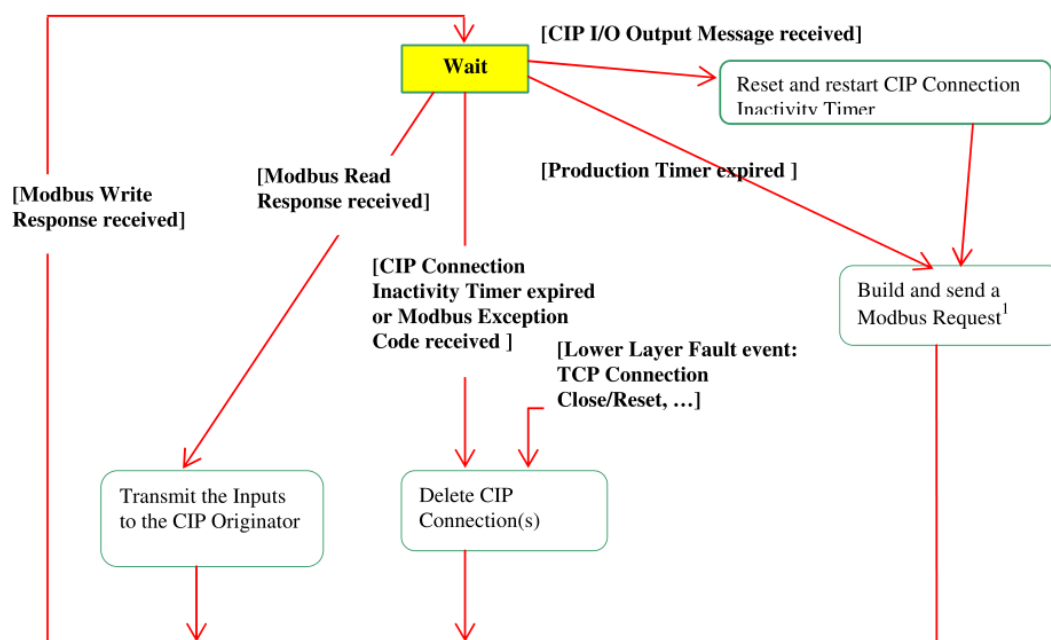 [CIP I/O Output Message received]
Wait
Reset and restart CIP Connection
Inactivity Timer
[Production Timer expired ]
[Modbus Read
Response received]
[Modbus Write
Response received]
[CIP Connection
Inactivity Timer expired
or Modbus Exception
Code received ]
Build and send a
Modbus Request1
[Lower Layer Fault event:
TCP Connection
Close/Reset, …]
Transmit the Inputs
to the CIP Originator
Delete CIP
Connection(s)